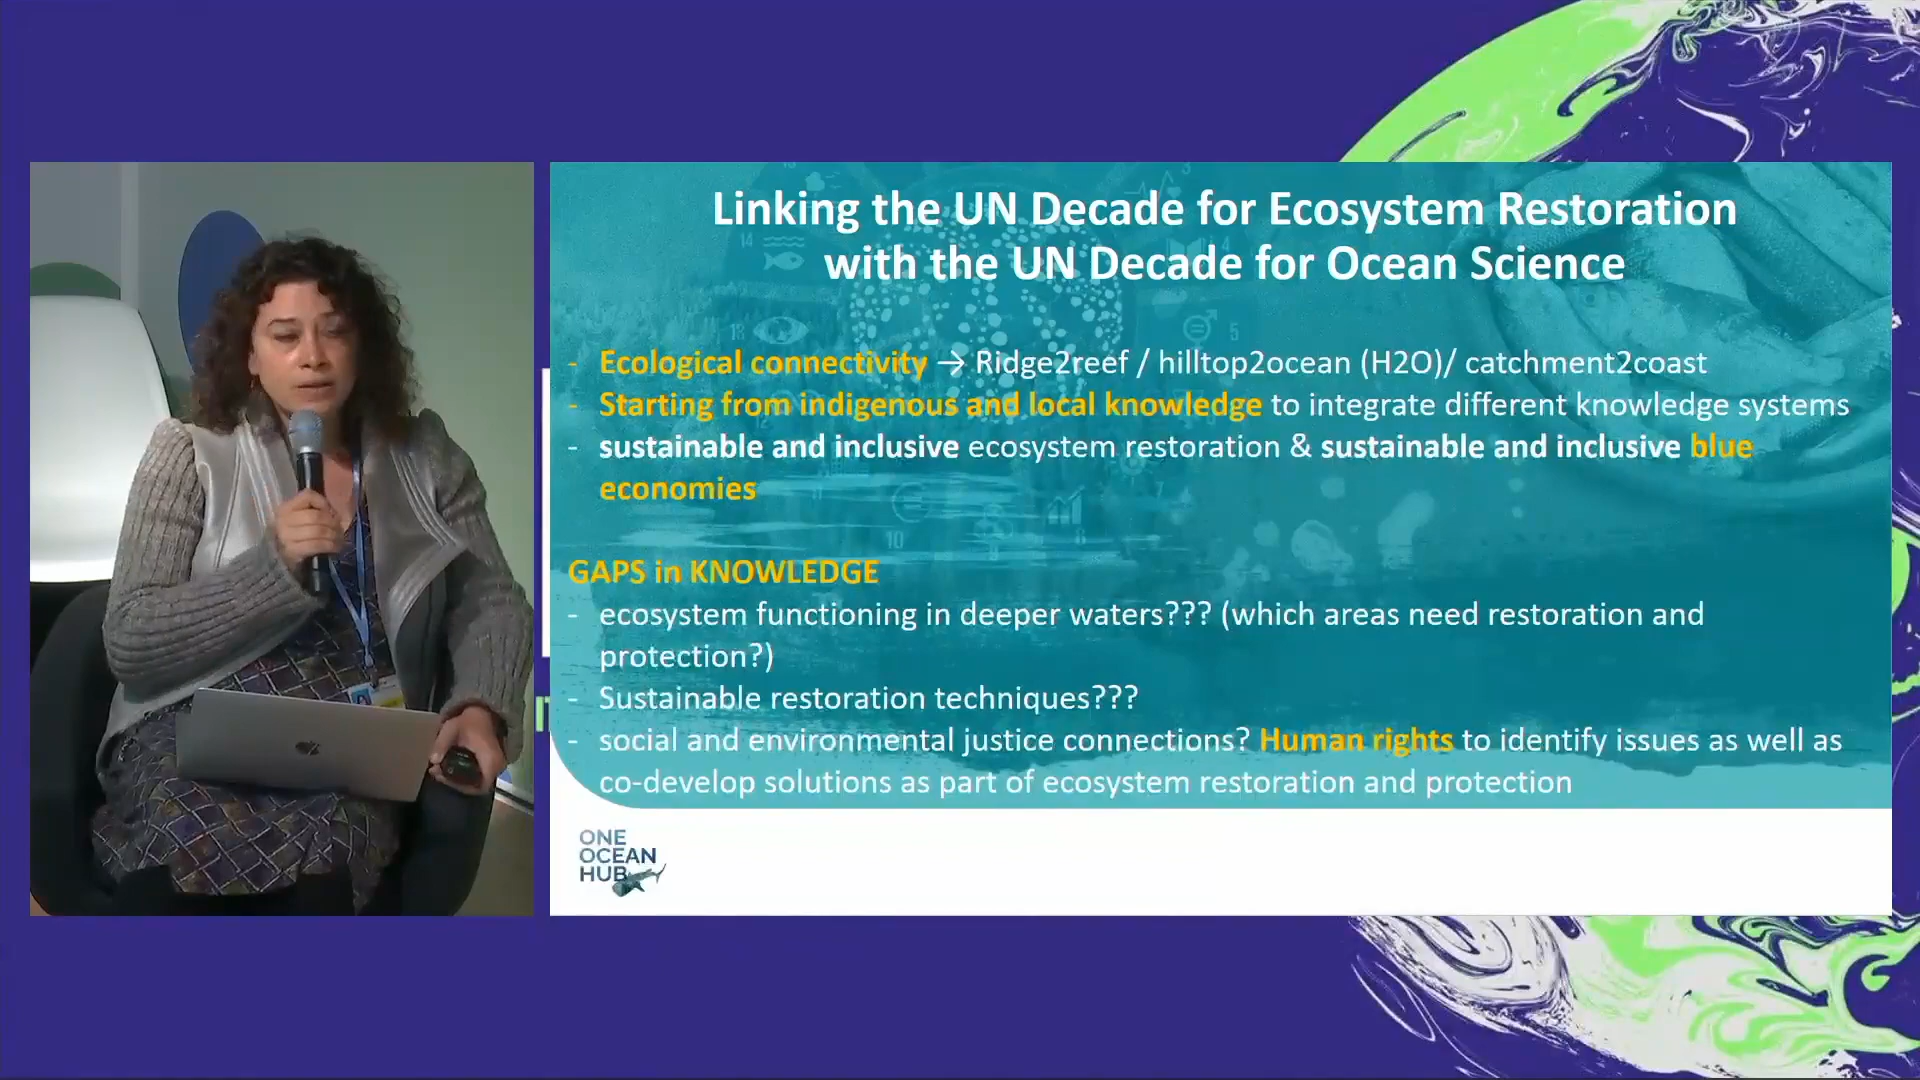 Linking the UN Decade for Ecosystem Restoration
with the UN Decade for Ocean Science
- Ecological connectivity → Ridge2reef / hilltop2ocean (H2O)/ catchment2coast
- Starting from indigenous and local knowledge to integrate different knowledge systems
- sustainable and inclusive ecosystem restoration & sustainable and inclusive blue
economies
GAPS in KNOWLEDGE
- ecosystem functioning in deeper waters??? (which areas need restoration and
protection?)
- Sustainable restoration techniques???
- social and environmental justice connections? Human rights to identify issues as well as
co-develop solutions as part of ecosystem restoration and protection
ONE
OCEAN
HUB